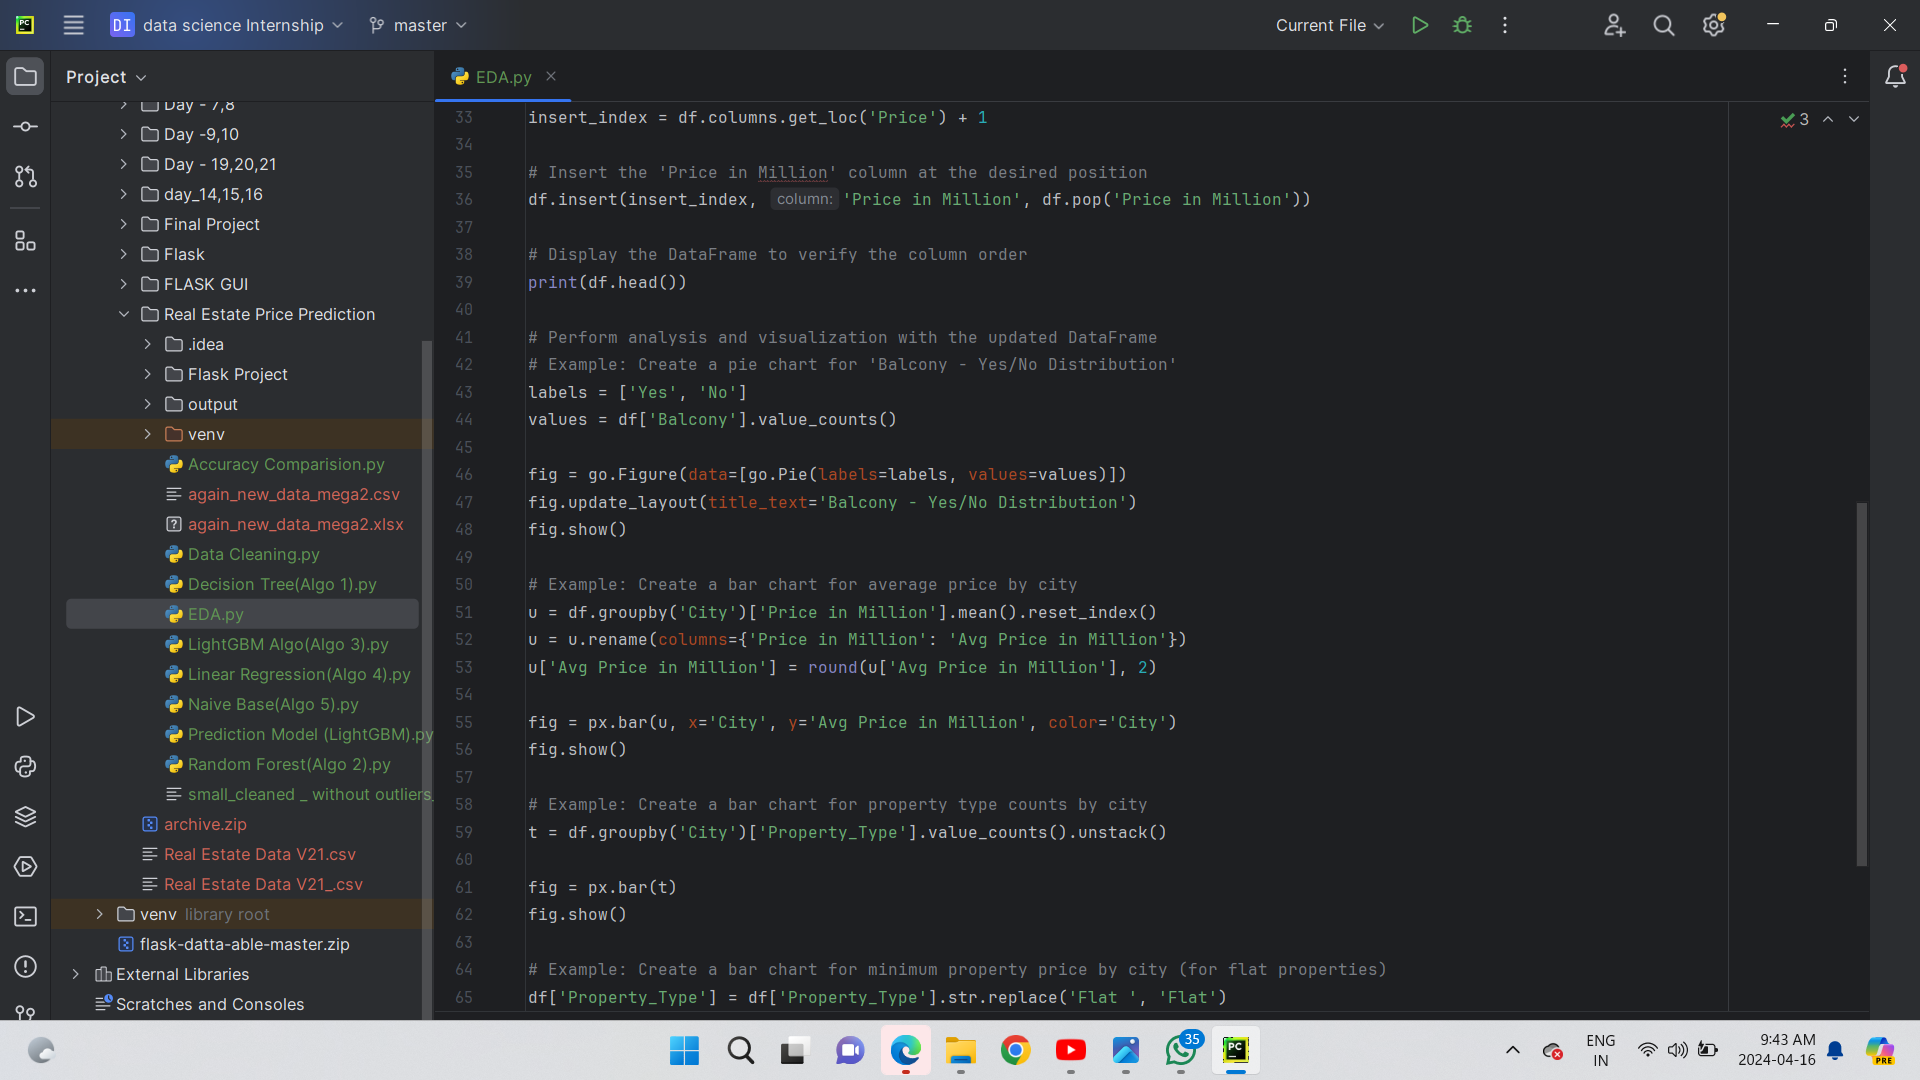 PC
DI data science Internship master Current File
Project
EDA.py
Day - 7,8
Day -9,10
Day - 19,20,21
day_14,15,16
Final Project
Flask
FLASK GUI
Real Estate Price Prediction
.idea
Flask Project
output
venv
Accuracy Comparision.py
again_new_data_mega2.csv
again_new_data_mega2.xlsx
Data Cleaning.py
Decision Tree(Algo 1).py
EDA.py
LightGBM Algo(Algo 3).py
Linear Regression(Algo 4).py
Naive Base(Algo 5).py
Prediction Model (LightGBM).py
Random Forest(Algo 2).py
small_cleaned _ without outliers_
archive.zip
Real Estate Data V21.csv
Real Estate Data V21_.csv
venv library root
flask-datta-able-master.zip
External Libraries
Scratches and Consoles
3
33 insert_index = df.columns.get_loc('Price') + 1
34
35 # Insert the 'Price in Million' column at the desired position
36 df.insert(insert_index, column: 'Price in Million', df.pop('Price in Million'))
37
38 # Display the DataFrame to verify the column order
39 print(df.head())
40
41 # Perform analysis and visualization with the updated DataFrame
42 # Example: Create a pie chart for 'Balcony - Yes/No Distribution'
43 labels = ['Yes', 'No']
44 values = df['Balcony'].value_counts()
45
46 fig = go.Figure(data=[go.Pie(labels=labels, values=values)])
47 fig.update_layout(title_text='Balcony - Yes/No Distribution')
48 fig.show()
49
50 # Example: Create a bar chart for average price by city
51 u = df.groupby('City')['Price in Million'].mean().reset_index()
52 u = u.rename(columns={'Price in Million': 'Avg Price in Million'})
53 u['Avg Price in Million'] = round(u['Avg Price in Million'], 2)
54
55 fig = px.bar(u, x='City', y='Avg Price in Million', color='City')
56 fig.show()
57
58 # Example: Create a bar chart for property type counts by city
59 t = df.groupby('City')['Property_Type'].value_counts().unstack()
60
61 fig = px.bar(t)
62 fig.show()
63
64 # Example: Create a bar chart for minimum property price by city (for flat properties)
65 df['Property_Type'] = df['Property_Type'].str.replace('Flat ', 'Flat')
35
PC
ENG
IN
9:43 AM
2024-04-16
PRE